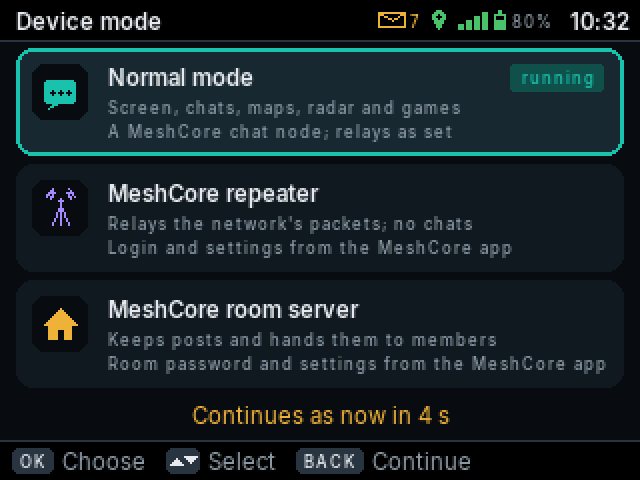 Device mode 7 80% 10:32
Normal mode running
Screen, chats, maps, radar and games
A MeshCore chat node; relays as set
MeshCore repeater
Relays the network's packets; no chats
Login and settings from the MeshCore app
MeshCore room server
Keeps posts and hands them to members
Room password and settings from the MeshCore app
Continues as now in 4 s
OK Choose Select BACK Continue